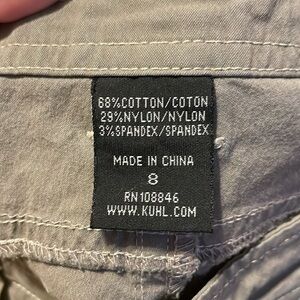 68%COTTON/COTON
29%NYLON/NYLON
3%SPANDEX/SPANDEX
MADE IN CHINA
8
RN108846
WWW.KUHL.COM